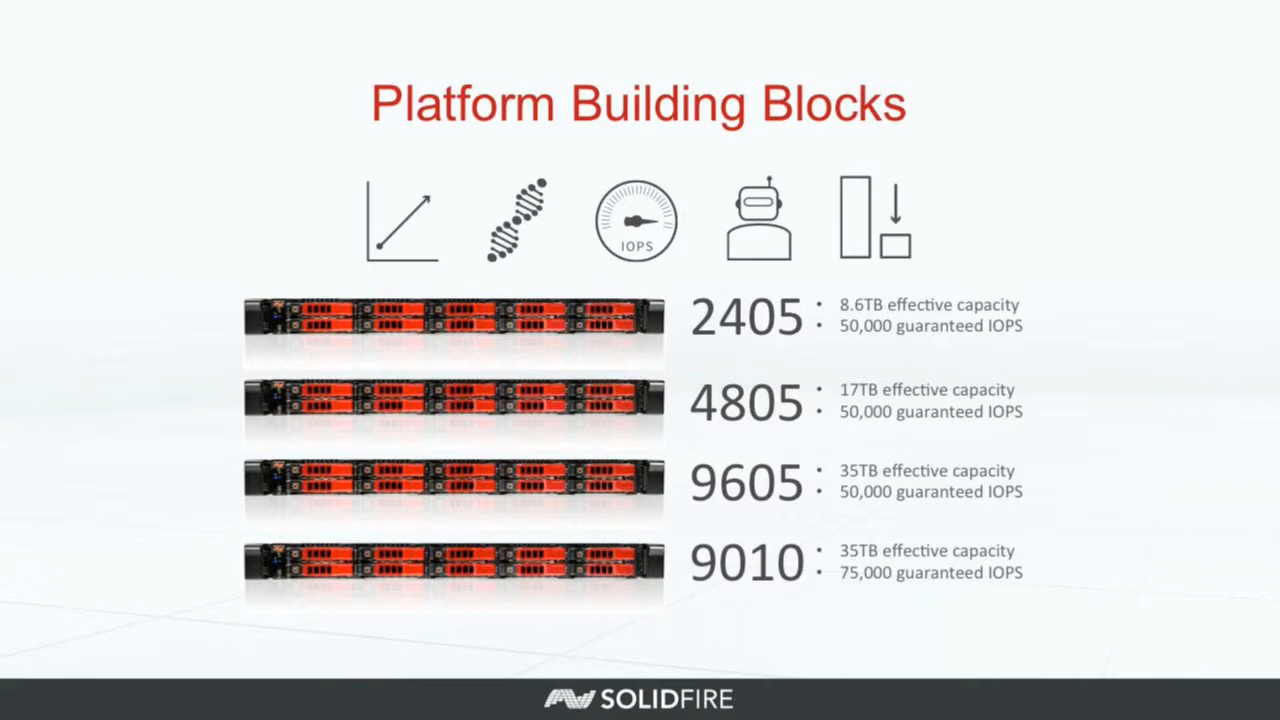 Platform Building Blocks
IOPS
2405
• 8.6TB effective capacity
• 50,000 guaranteed IOPS
4805
• 17TB effective capacity
• 50,000 guaranteed IOPS
9605
• 35TB effective capacity
• 50,000 guaranteed IOPS
9010
• 35TB effective capacity
• 75,000 guaranteed IOPS
SOLIDFIRE